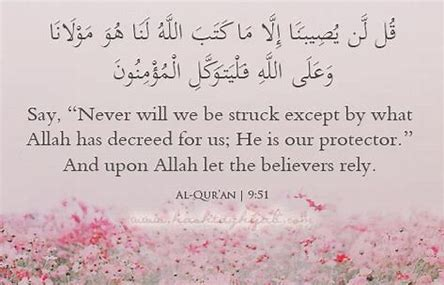 قُل لَّن يُصِيبَنَا إِلَّا مَا كَتَبَ اللَّهُ لَنَا هُوَ مَوْلَانَا
وَعَلَى اللَّهِ فَلْيَتَوَكَّلِ الْمُؤْمِنُونَ
Say, “Never will we be struck except by what
Allah has decreed for us; He is our protector.”
And upon Allah let the believers rely.
AL-QUR'AN | 9:51